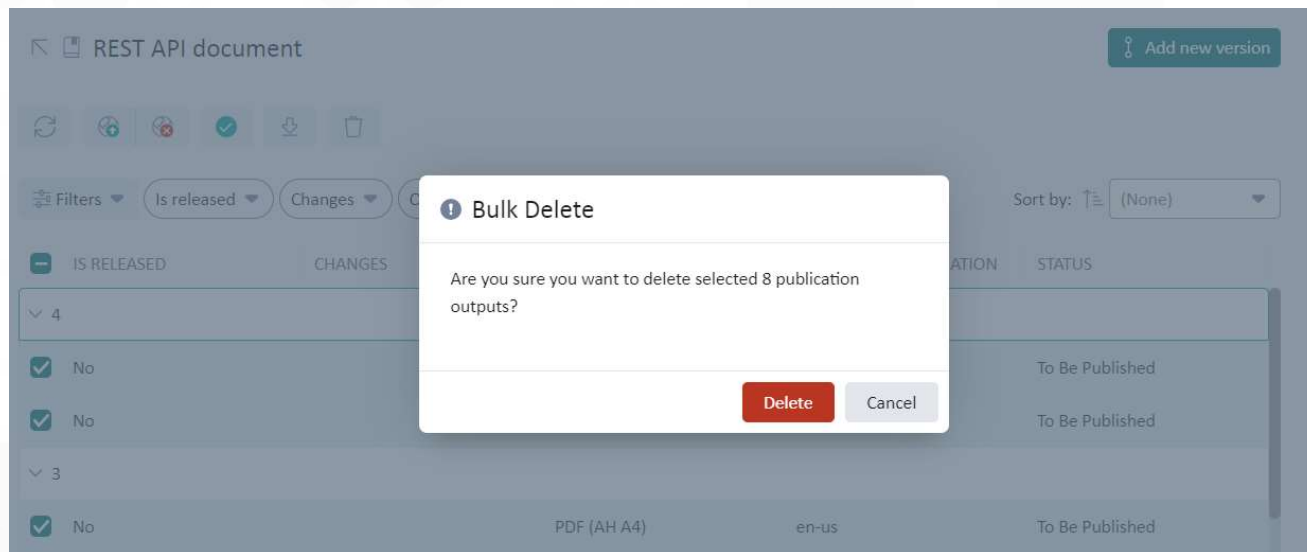 REST API document
Add new version
Filters
Is released
Changes
Sort by:
(None)
Bulk Delete
IS RELEASED
CHANGES
ATION
STATUS
Are you sure you want to delete selected 8 publication
outputs?
4
No
To Be Published
Delete
Cancel
No
To Be Published
3
No
PDF (AH A4)
en-us
To Be Published